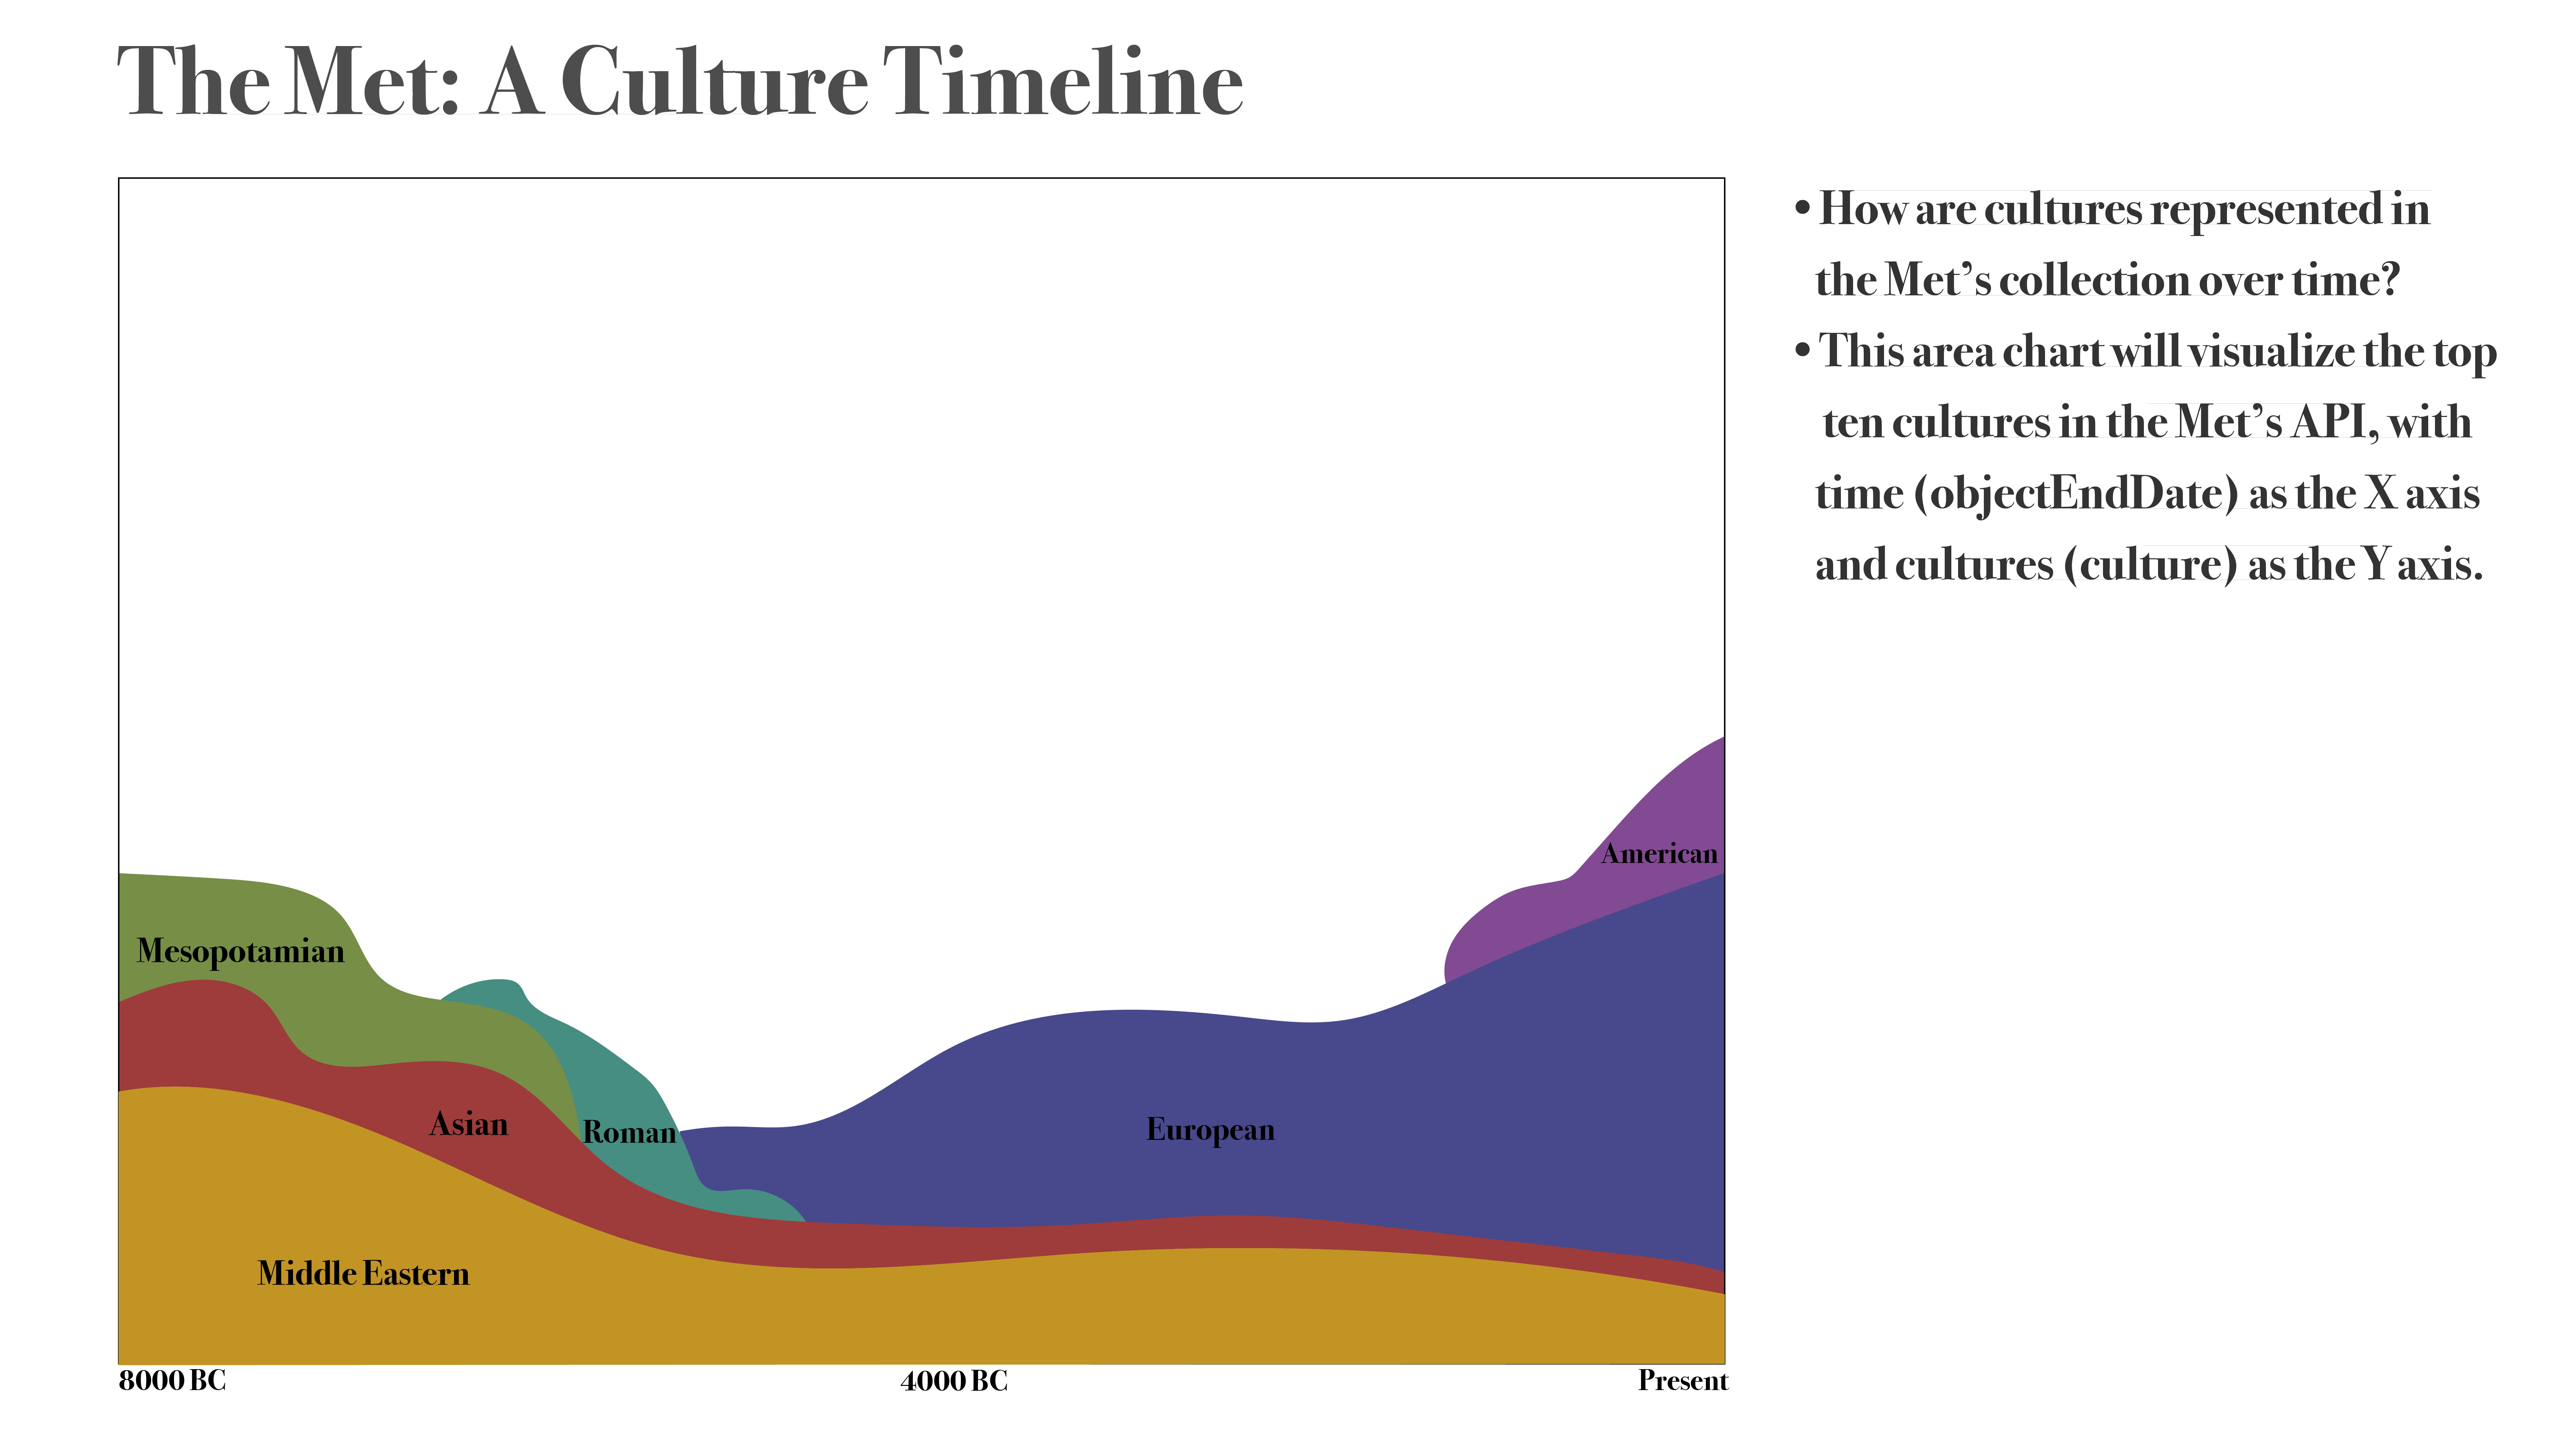 The Met: A Culture Timeline
• How are cultures represented in
the Met’s collection over time?
• This area chart will visualize the top
ten cultures in the Met’s API, with
time (objectEndDate) as the X axis
and cultures (culture) as the Y axis.
American
Mesopotamian
Asian
Roman
European
Middle Eastern
8000 BC
4000 BC
Present